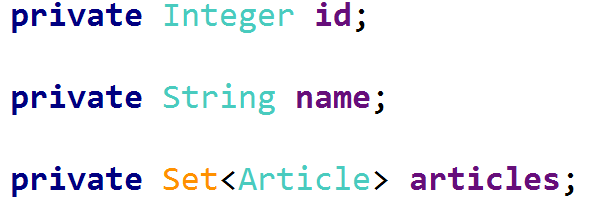 private Integer id;
private String name;
private Set<Article> articles;